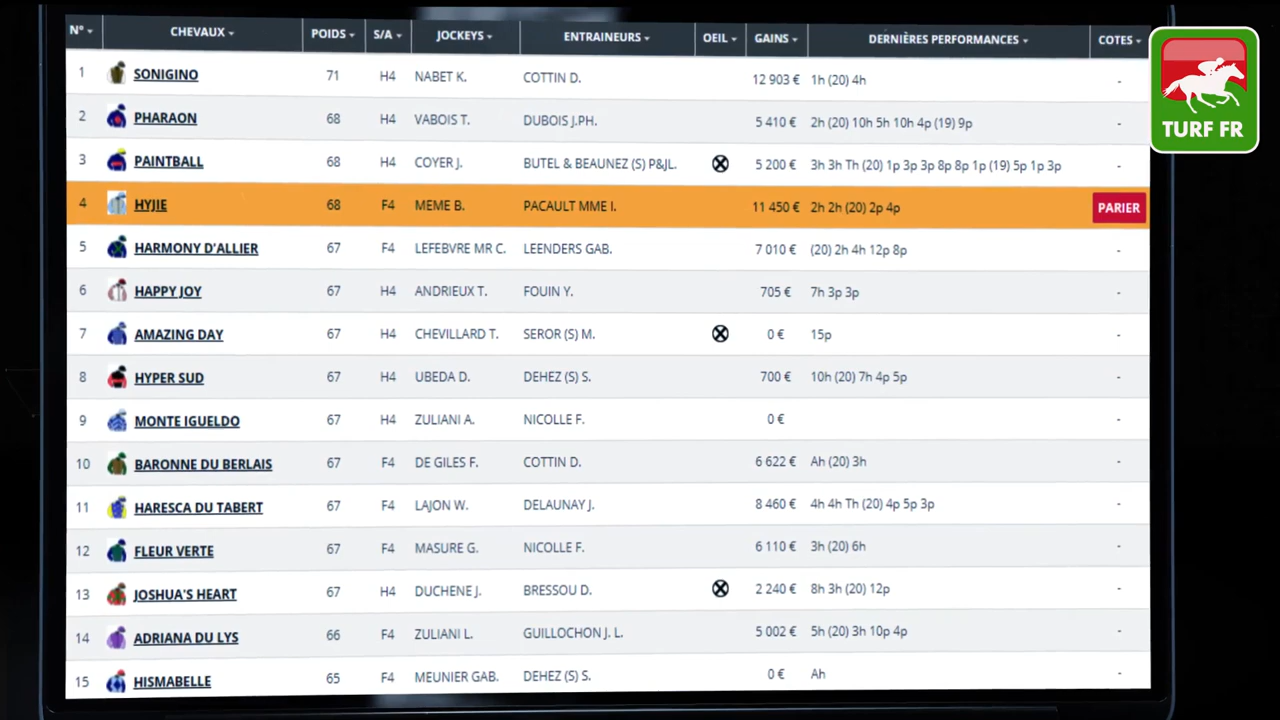 N° CHEVAUX POIDS S/A JOCKEYS ENTRAINEURS OEIL GAINS DERNIÈRES PERFORMANCES COTES
1 SONIGINO 71 H4 NABET K. COTTIN D. 12 903 € 1h (20) 4h -
2 PHARAON 68 H4 VABOIS T. DUBOIS J.PH. 5 410 € 2h (20) 10h 5h 10h 4p (19) 9p -
3 PAINTBALL 68 H4 COYER J. BUTEL & BEAUNEZ (S) P&JL. 5 200 € 3h 3h Th (20) 1p 3p 3p 8p 8p 1p (19) 5p 1p 3p -
4 HYJIE 68 F4 MEME B. PACAULT MME I. 11 450 € 2h 2h (20) 2p 4p PARIER
5 HARMONY D'ALLIER 67 F4 LEFEBVRE MR C. LEENDERS GAB. 7 010 € (20) 2h 4h 12p 8p -
6 HAPPY JOY 67 H4 ANDRIEUX T. FOUIN Y. 705 € 7h 3p 3p -
7 AMAZING DAY 67 H4 CHEVILLARD T. SEROR (S) M. 0 € 15p -
8 HYPER SUD 67 H4 UBEDA D. DEHEZ (S) S. 700 € 10h (20) 7h 4p 5p -
9 MONTE IGUELDO 67 H4 ZULIANI A. NICOLLE F. 0 € -
10 BARONNE DU BERLAIS 67 F4 DE GILES F. COTTIN D. 6 622 € Ah (20) 3h -
11 HARESCA DU TABERT 67 F4 LAJON W. DELAUNAY J. 8 460 € 4h 4h Th (20) 4p 5p 3p -
12 FLEUR VERTE 67 F4 MASURE G. NICOLLE F. 6 110 € 3h (20) 6h -
13 JOSHUA'S HEART 67 H4 DUCHENE J. BRESSOU D. 2 240 € 8h 3h (20) 12p -
14 ADRIANA DU LYS 66 F4 ZULIANI L. GUILLOCHON J. L. 5 002 € 5h (20) 3h 10p 4p -
15 HISMABELLE 65 F4 MEUNIER GAB. DEHEZ (S) S. 0 € Ah -
TURF FR